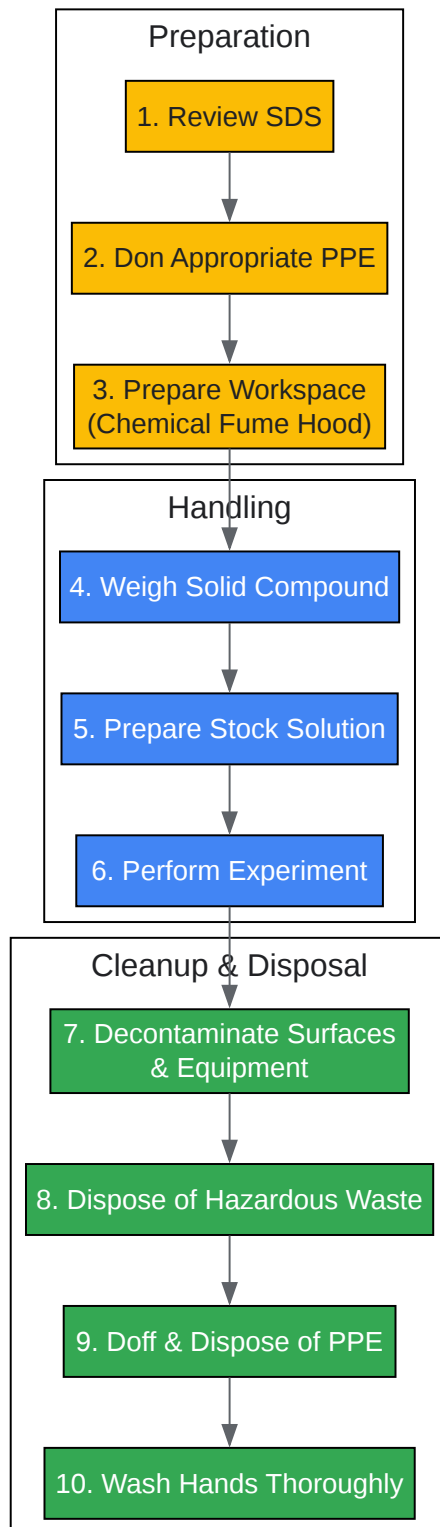 Preparation
1. Review SDS
2. Don Appropriate PPE
3. Prepare Workspace
(Chemical Fume Hood)
Handling
4. Weigh Solid Compound
5. Prepare Stock Solution
6. Perform Experiment
Cleanup & Disposal
7. Decontaminate Surfaces
& Equipment
8. Dispose of Hazardous Waste
9. Doff & Dispose of PPE
10. Wash Hands Thoroughly